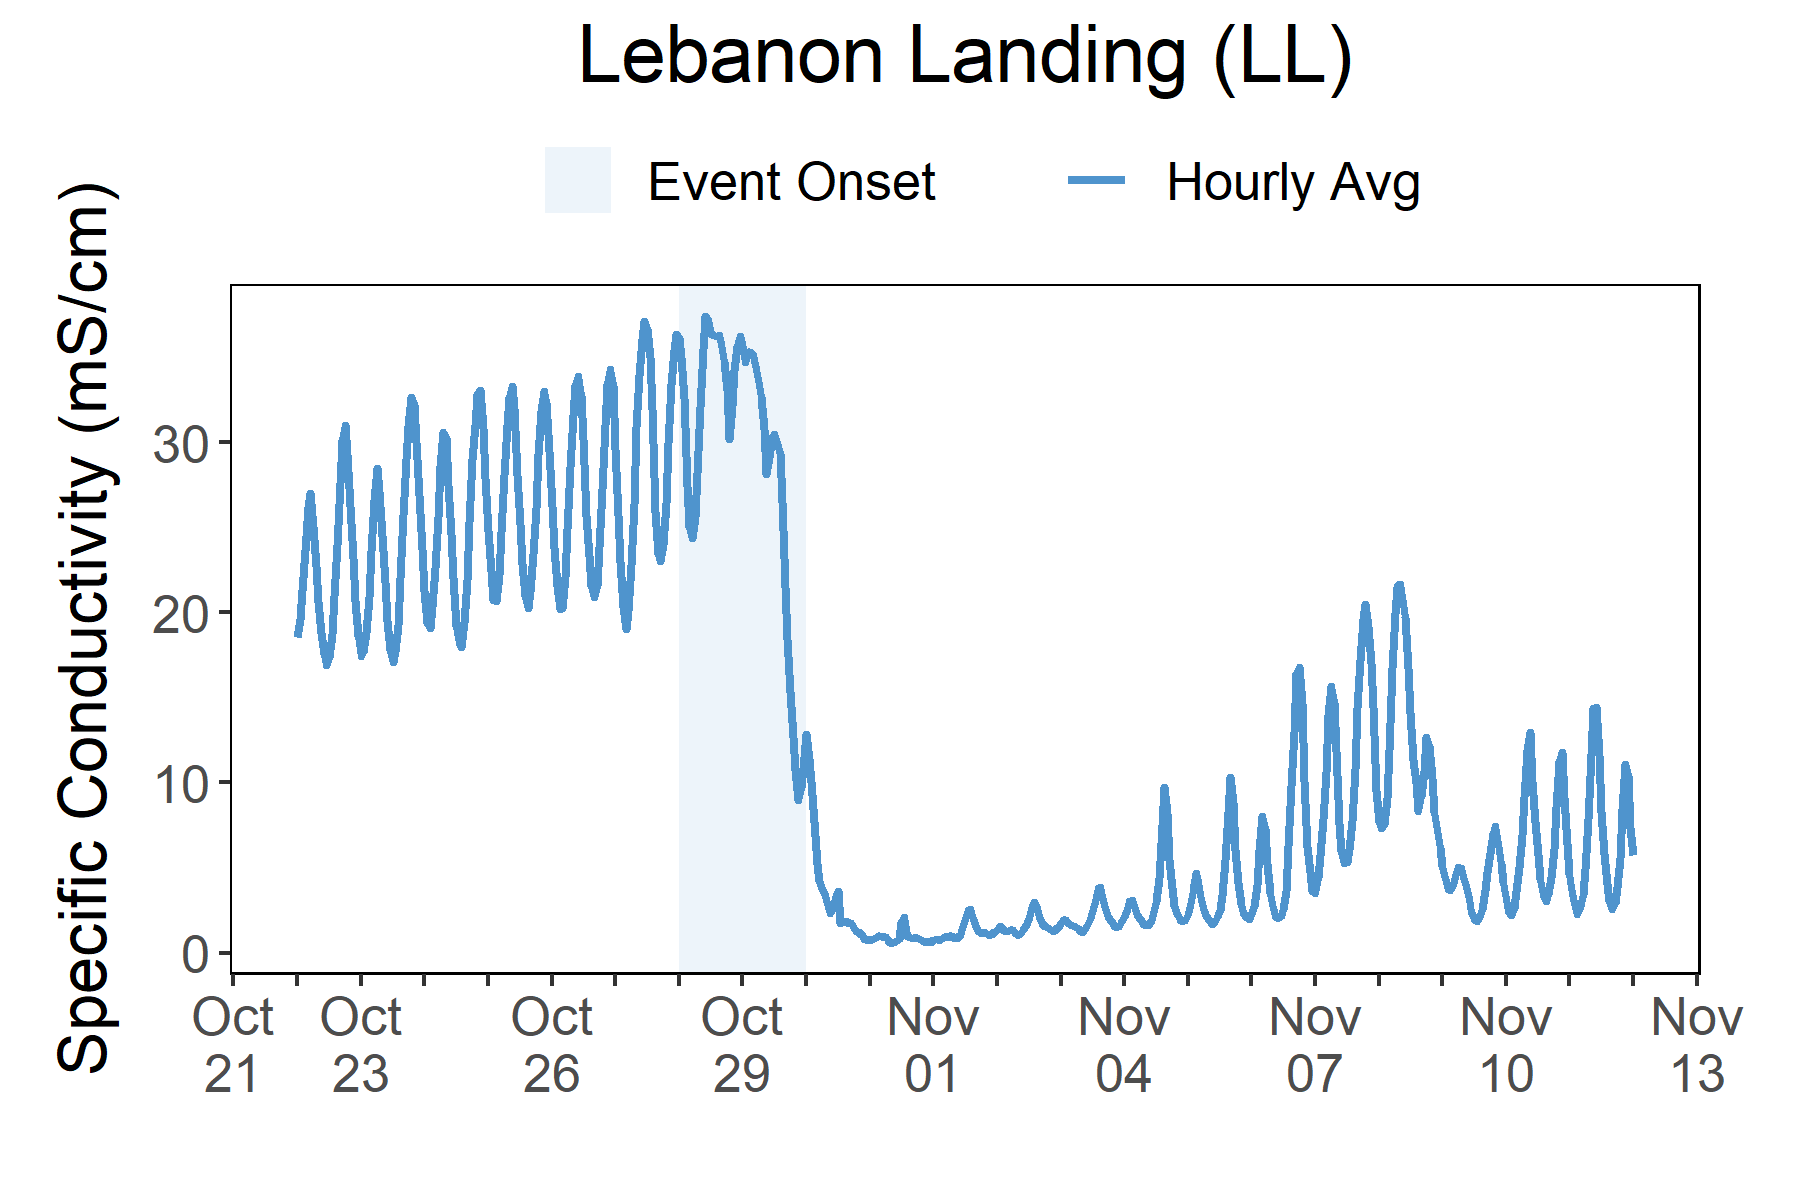 Lebanon Landing (LL)
Event Onset
Hourly Avg
Specific Conductivity (mS/cm)
30
20
10
0
Oct 21
Oct 23
Oct 26
Oct 29
Nov 01
Nov 04
Nov 07
Nov 10
Nov 13